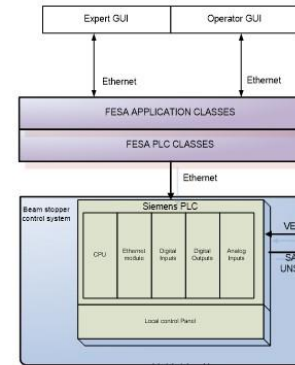 Expert GUI
Operator GUI
Ethernet
Ethernet
FESA APPLICATION CLASSES
FESA PLC CLASSES
Ethernet
Beam stopper
control system
Siemens PLC
CPU
Ethernet
module
Digital
Inputs
Digital
Outputs
Analog
Inputs
Local control Panel
VE
SA
UNS